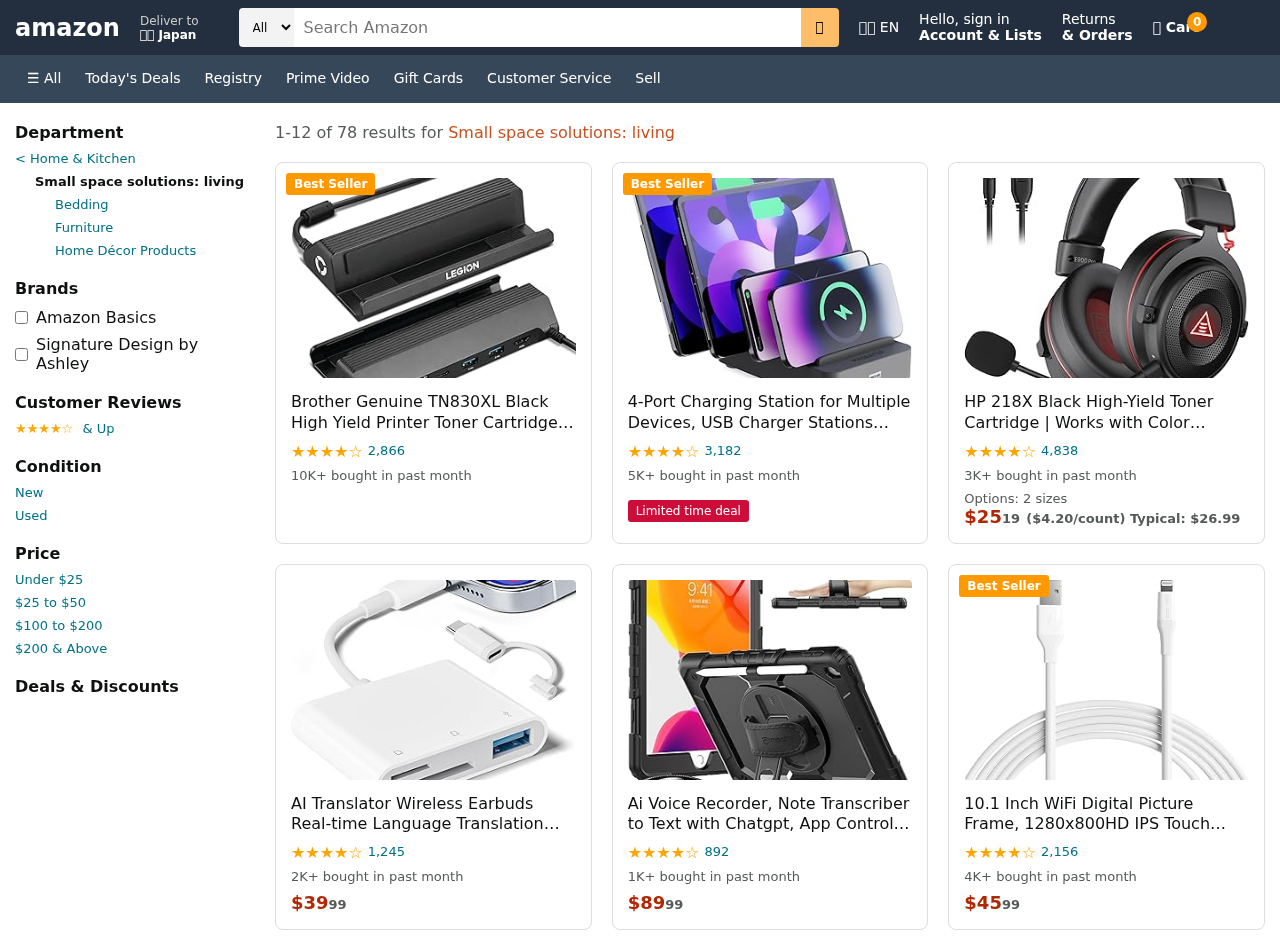 amazon
Deliver to
Japan
All
Search Amazon
EN
Hello, sign in
Account & Lists
Returns
& Orders
0
☰ All
Today's Deals
Registry
Prime Video
Gift Cards
Customer Service
Sell
Department
< Home & Kitchen
Small space solutions: living
Bedding
Furniture
Home Décor Products
Brands
Amazon Basics
Signature Design by
Ashley
Customer Reviews
★★★★☆ & Up
Condition
New
Used
Price
Under $25
$25 to $50
$100 to $200
$200 & Above
Deals & Discounts
1-12 of 78 results for Small space solutions: living
Best Seller
LEGION
Brother Genuine TN830XL Black
High Yield Printer Toner Cartridge…
★★★★☆ 2,866
10K+ bought in past month
Best Seller
4-Port Charging Station for Multiple
Devices, USB Charger Stations…
★★★★☆ 3,182
5K+ bought in past month
Limited time deal
HP 218X Black High-Yield Toner
Cartridge | Works with Color…
★★★★☆ 4,838
3K+ bought in past month
Options: 2 sizes
$25 19 ($4.20/count) Typical: $26.99
AI Translator Wireless Earbuds
Real-time Language Translation…
★★★★☆ 1,245
2K+ bought in past month
$39 99
9:41
Ai Voice Recorder, Note Transcriber
to Text with Chatgpt, App Control…
★★★★☆ 892
1K+ bought in past month
$89 99
Best Seller
10.1 Inch WiFi Digital Picture
Frame, 1280x800HD IPS Touch…
★★★★☆ 2,156
4K+ bought in past month
$45 99